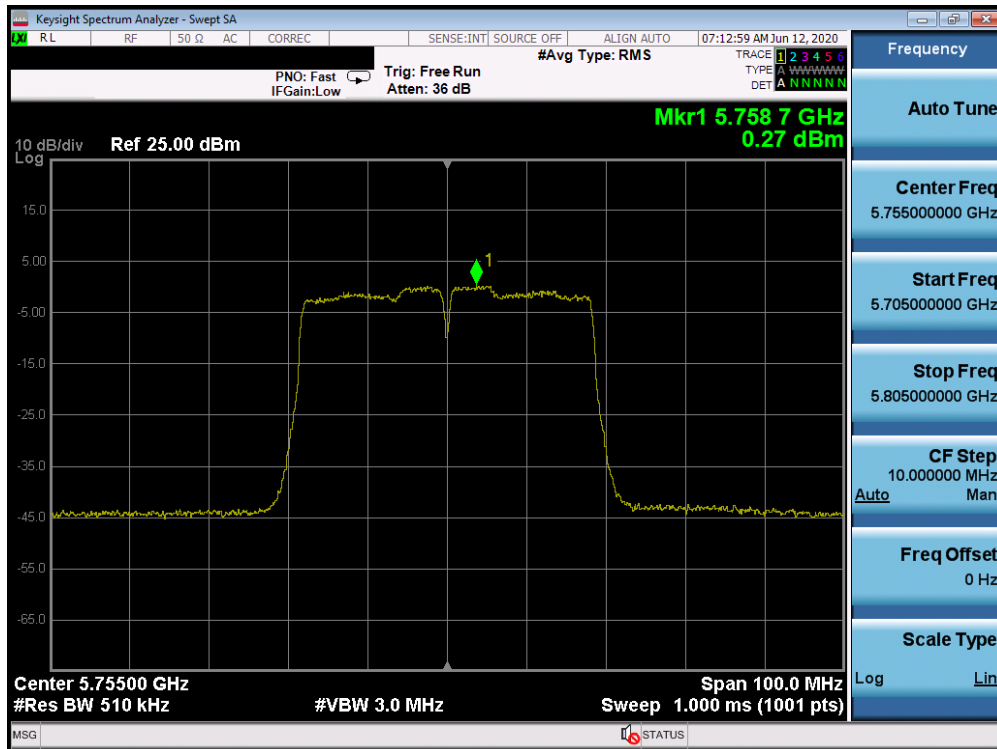 Keysight Spectrum Analyzer - Swept SA
LXI RL RF 50 Ω AC CORREC SENSE:INT SOURCE OFF ALIGN AUTO 07:12:59 AM Jun 12, 2020
#Avg Type: RMS
TRACE 1 2 3 4 5 6
TYPE A WWWWW
DET A N N N N N
PNO: Fast
IFGain:Low
Trig: Free Run
Atten: 36 dB
Mkr1 5.758 7 GHz
0.27 dBm
10 dB/div
Log
Ref 25.00 dBm
15.0
5.00
-5.00
-15.0
-25.0
-35.0
-45.0
-55.0
-65.0
1
Center 5.75500 GHz
Span 100.0 MHz
#Res BW 510 kHz
#VBW 3.0 MHz
Sweep 1.000 ms (1001 pts)
MSG
STATUS
Frequency
Auto Tune
Center Freq
5.755000000 GHz
Start Freq
5.705000000 GHz
Stop Freq
5.805000000 GHz
CF Step
10.000000 MHz
Auto Man
Freq Offset
0 Hz
Scale Type
Log Lin